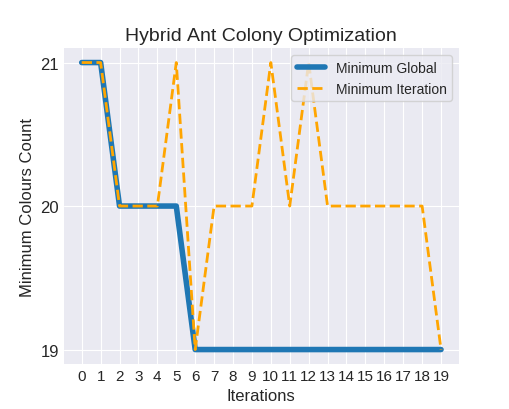 Hybrid Ant Colony Optimization
Minimum Global
Minimum Iteration
Minimum Colours Count
21
20
19
0 1 2 3 4 5 6 7 8 9 10 11 12 13 14 15 16 17 18 19
Iterations